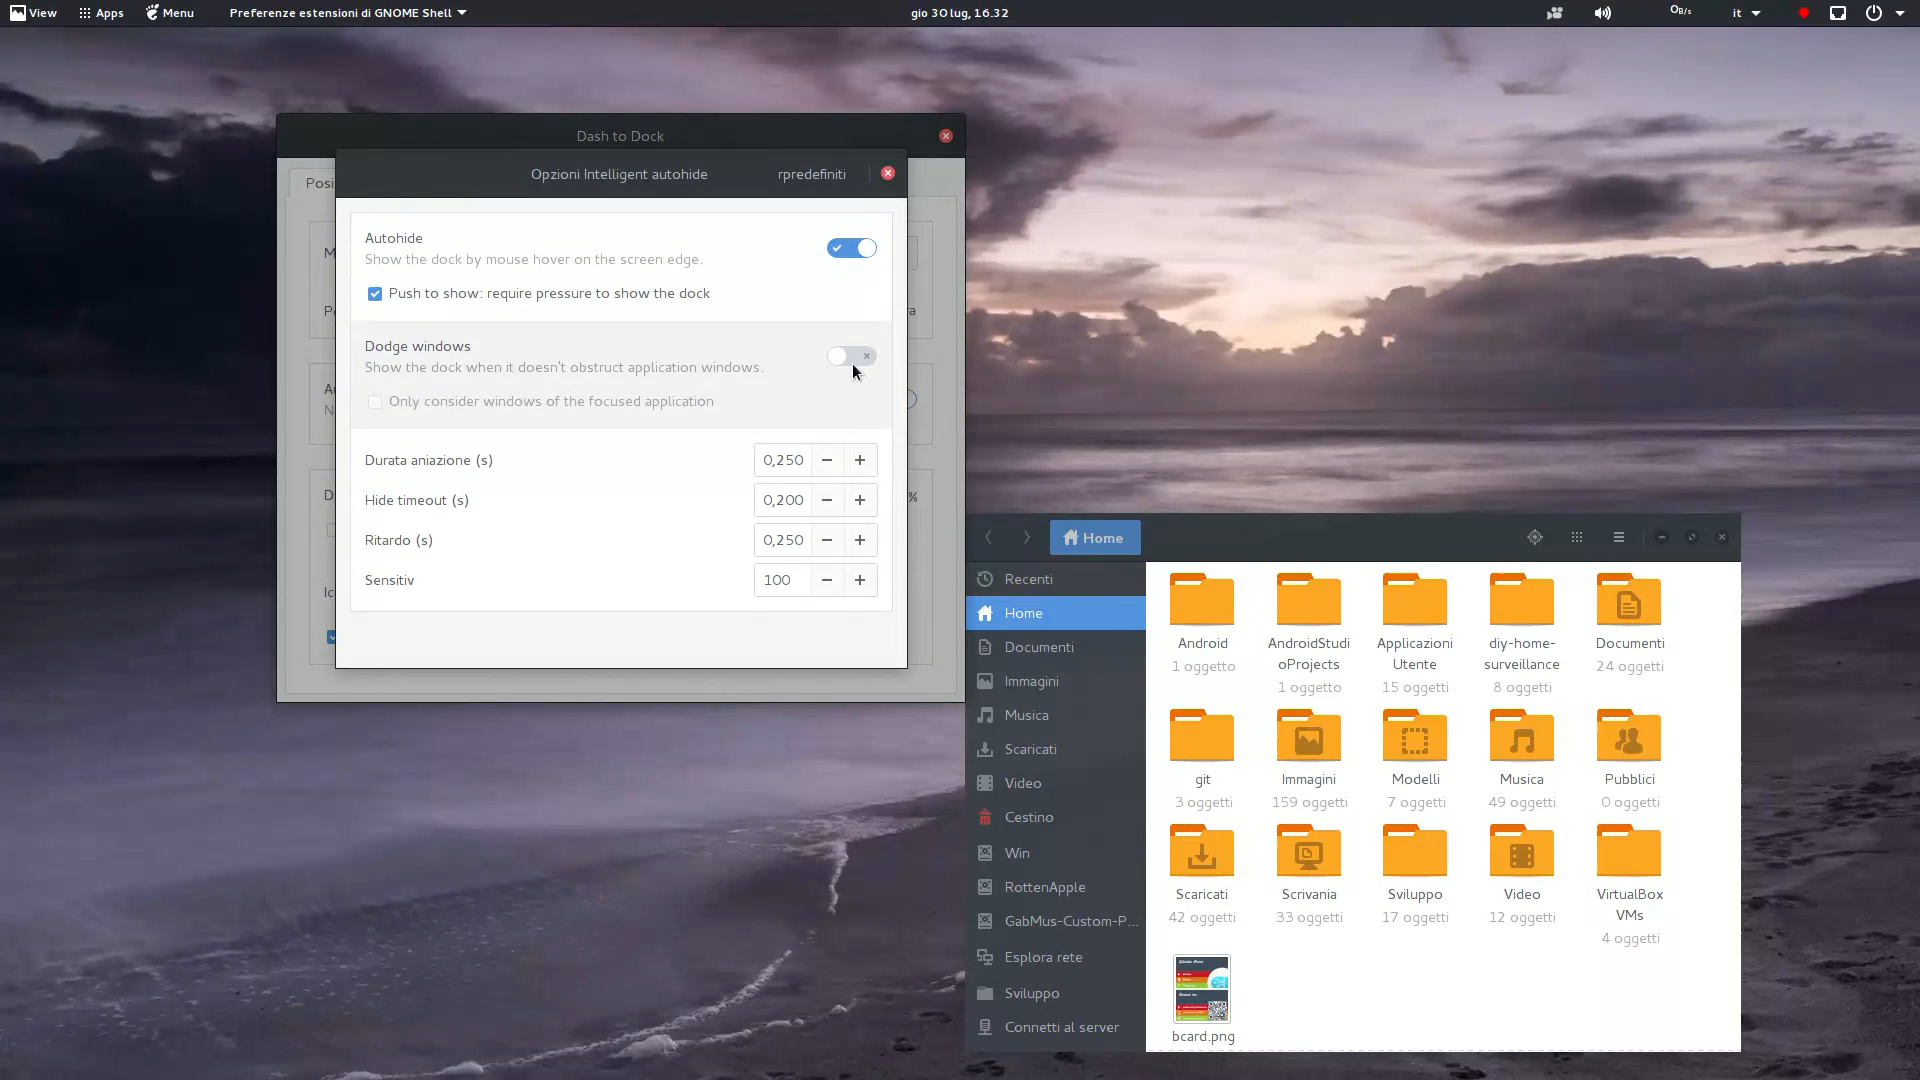 View Apps Menu Preferenze estensioni di GNOME Shell gio 30 lug, 16.32 0B/s it
Dash to Dock
Opzioni Intelligent autohide rpredefiniti
Posi
Autohide
Show the dock by mouse hover on the screen edge.
Push to show: require pressure to show the dock
Dodge windows
Show the dock when it doesn't obstruct application windows.
Only consider windows of the focused application
Durata aniazione (s) 0,250 − +
Hide timeout (s) 0,200 − +
Ritardo (s) 0,250 − +
Sensitiv 100 − +
M
P
ra
A
N
D
%
Ic
Home
Recenti
Home
Documenti
Immagini
Musica
Scaricati
Video
Cestino
Win
RottenApple
GabMus-Custom-P...
Esplora rete
Sviluppo
Connetti al server
Android
1 oggetto
AndroidStudi
oProjects
1 oggetto
Applicazioni
Utente
15 oggetti
diy-home-
surveillance
8 oggetti
Documenti
24 oggetti
git
3 oggetti
Immagini
159 oggetti
Modelli
7 oggetti
Musica
49 oggetti
Pubblici
0 oggetti
Scaricati
42 oggetti
Scrivania
33 oggetti
Sviluppo
17 oggetti
Video
12 oggetti
VirtualBox
VMs
4 oggetti
bcard.png